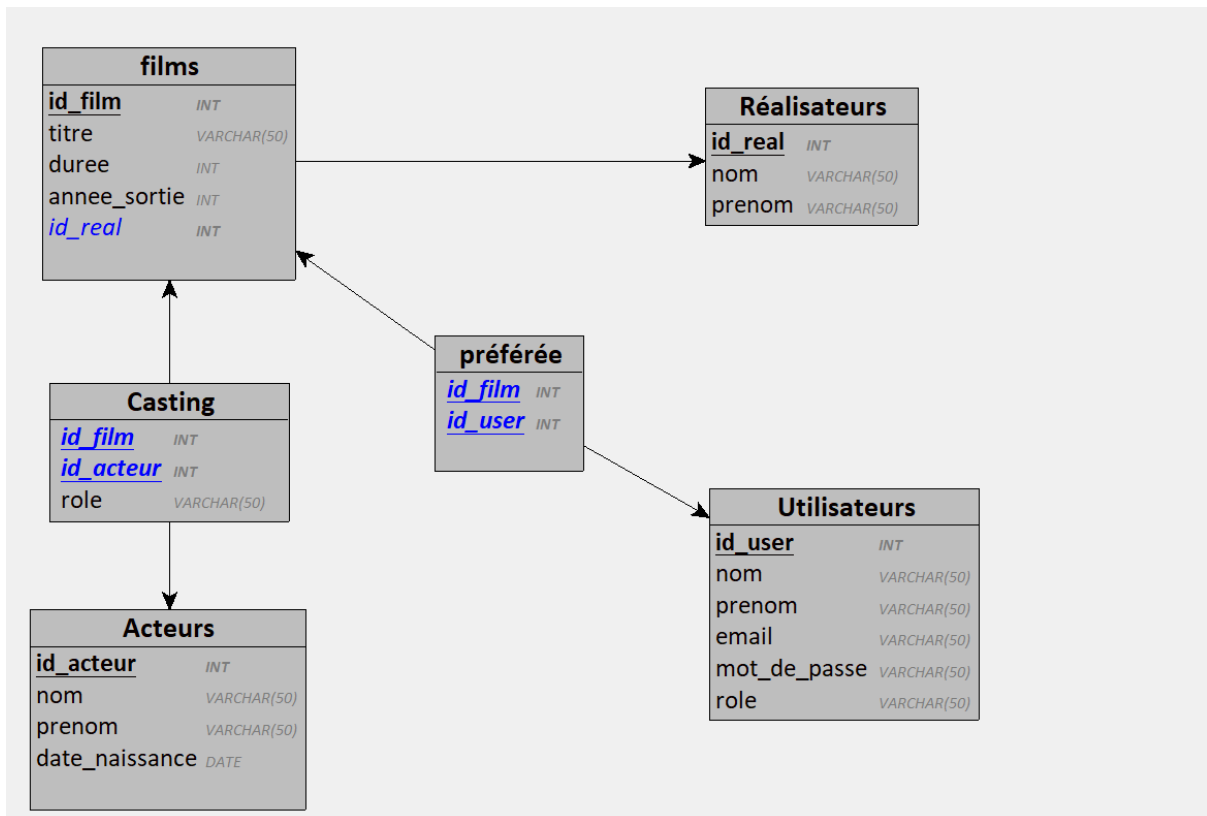 films
id_film INT
titre VARCHAR(50)
duree INT
annee_sortie INT
id_real INT
Réalisateurs
id_real INT
nom VARCHAR(50)
prenom VARCHAR(50)
préférée
id_film INT
id_user INT
Casting
id_film INT
id_acteur INT
role VARCHAR(50)
Utilisateurs
id_user INT
nom VARCHAR(50)
prenom VARCHAR(50)
email VARCHAR(50)
mot_de_passe VARCHAR(50)
role VARCHAR(50)
Acteurs
id_acteur INT
nom VARCHAR(50)
prenom VARCHAR(50)
date_naissance DATE